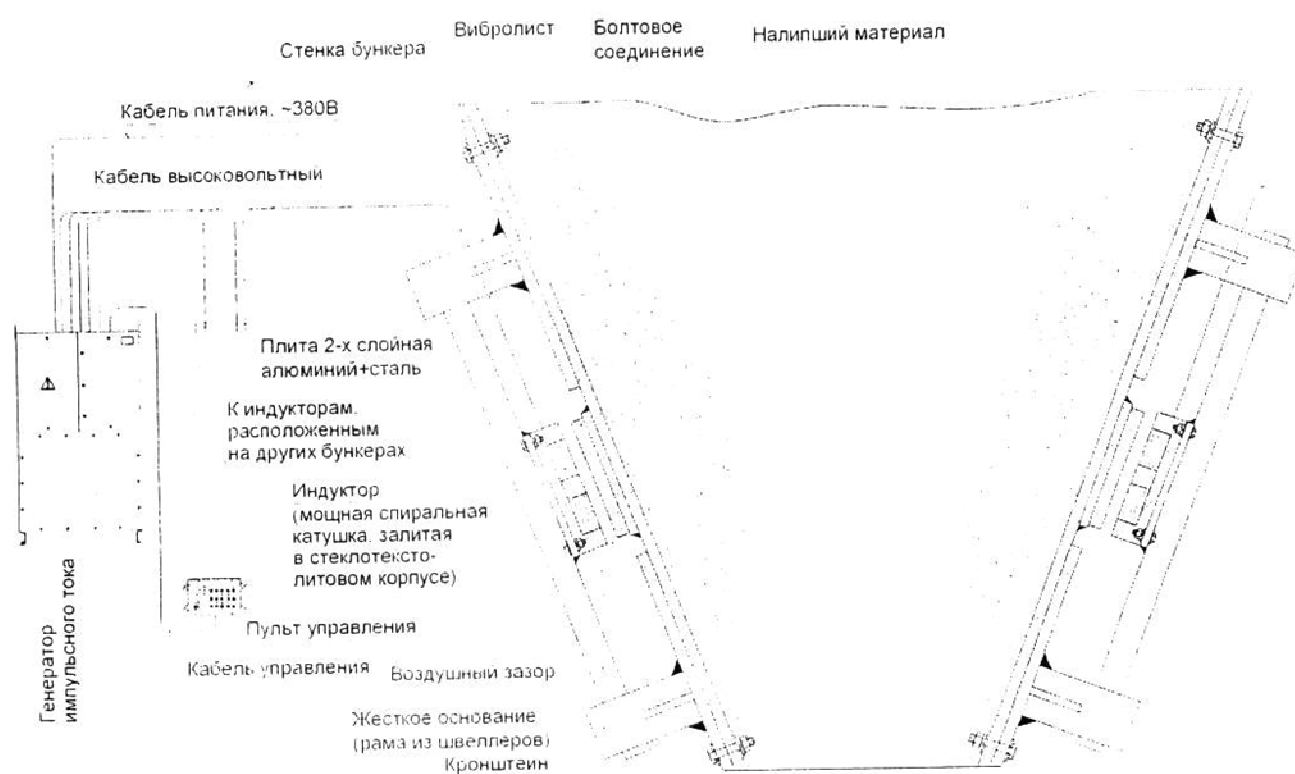 Стенка бункера
Вибролист
Болтовое
соединение
Налипший материал
Кабель питания. ~380В
Кабель высоковольтный
Плита 2-х слойная
алюминий+сталь
К индукторам,
расположенным
на других бункерах
Индуктор
(мощная спиральная
катушка, залитая
в стеклотексто-
литовом корпусе)
Генератор
импульсного тока
Пульт управления
Кабель управления
Воздушный зазор
Жесткое основание
(рама из швеллеров)
Кронштейн